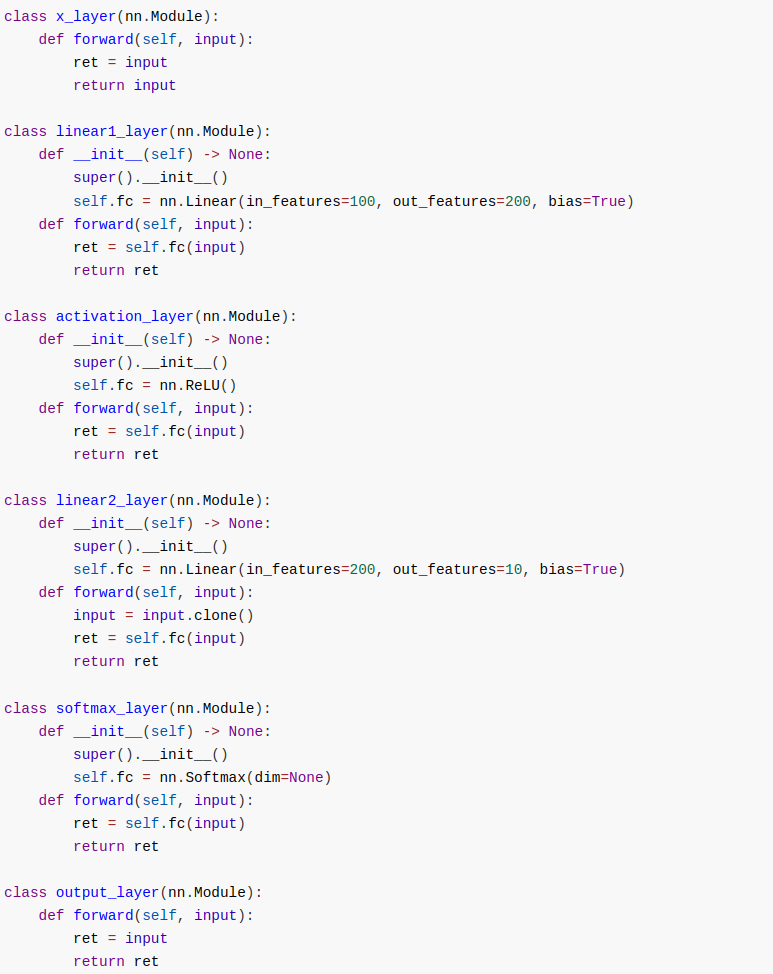 class x_layer(nn.Module):
    def forward(self, input):
        ret = input
        return input

class linear1_layer(nn.Module):
    def __init__(self) -> None:
        super().__init__()
        self.fc = nn.Linear(in_features=100, out_features=200, bias=True)
    def forward(self, input):
        ret = self.fc(input)
        return ret

class activation_layer(nn.Module):
    def __init__(self) -> None:
        super().__init__()
        self.fc = nn.ReLU()
    def forward(self, input):
        ret = self.fc(input)
        return ret

class linear2_layer(nn.Module):
    def __init__(self) -> None:
        super().__init__()
        self.fc = nn.Linear(in_features=200, out_features=10, bias=True)
    def forward(self, input):
        input = input.clone()
        ret = self.fc(input)
        return ret

class softmax_layer(nn.Module):
    def __init__(self) -> None:
        super().__init__()
        self.fc = nn.Softmax(dim=None)
    def forward(self, input):
        ret = self.fc(input)
        return ret

class output_layer(nn.Module):
    def forward(self, input):
        ret = input
        return ret